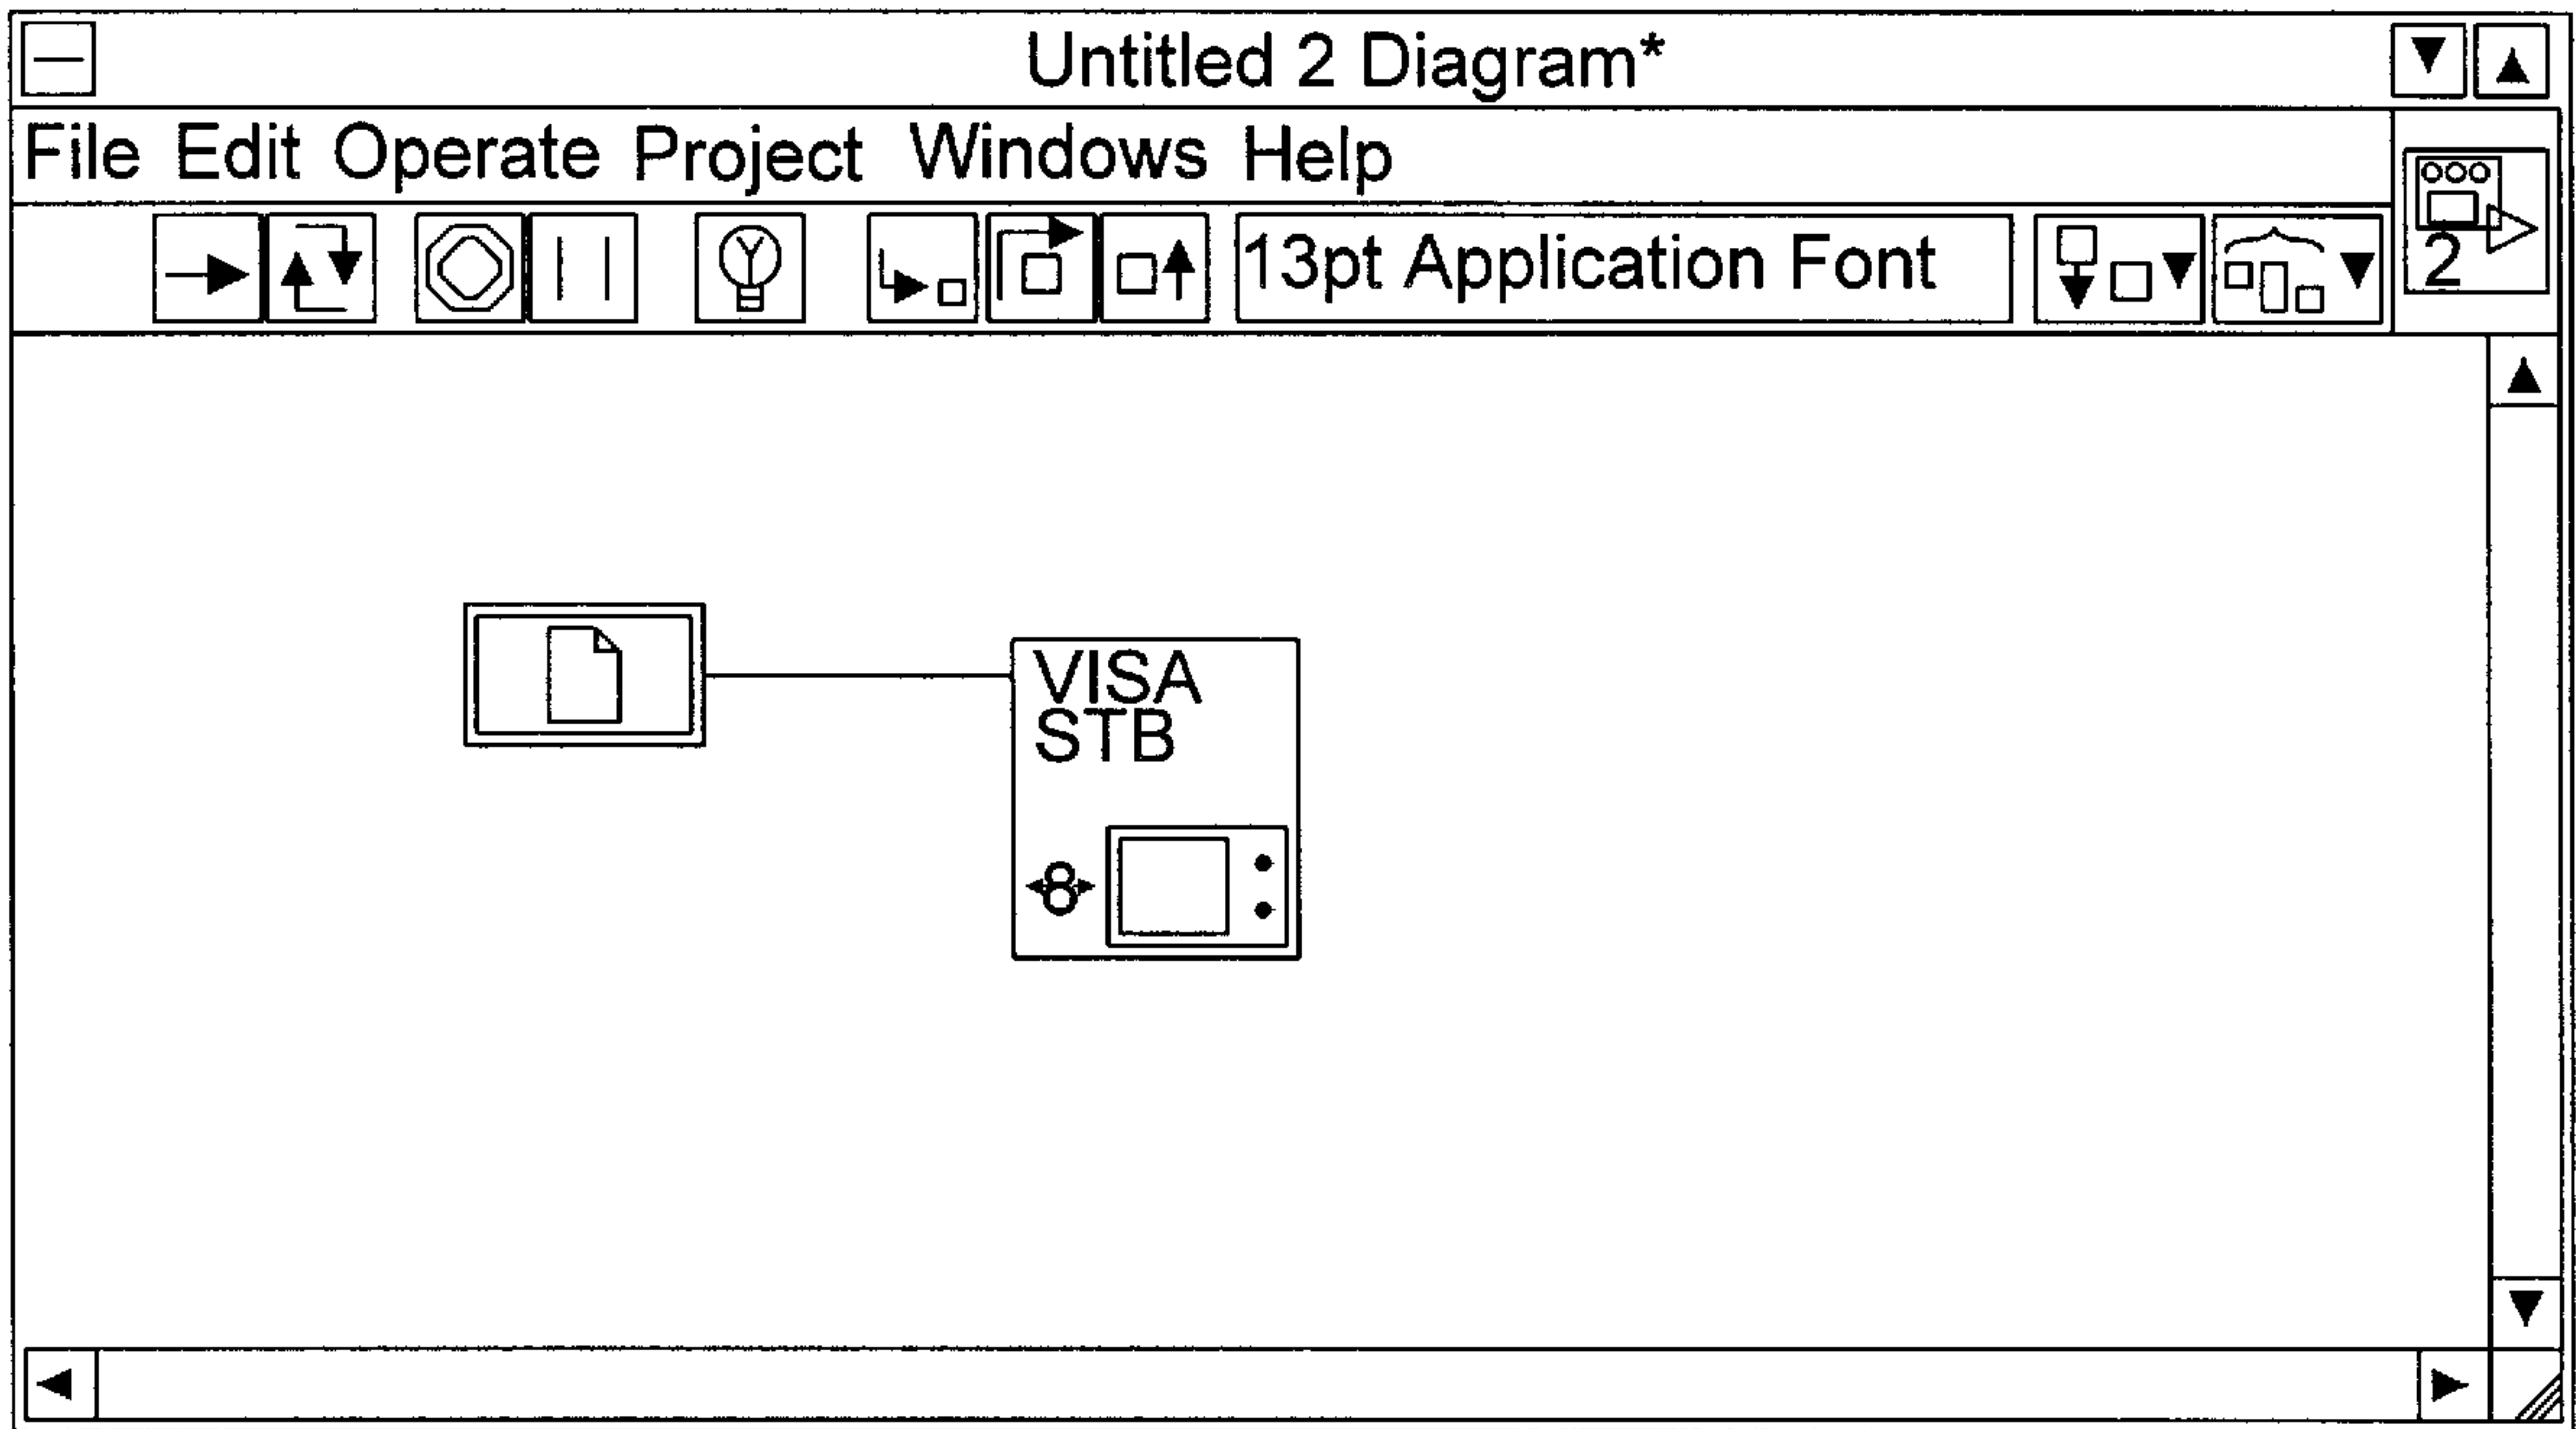 Untitled 2 Diagram*
File Edit Operate Project Windows Help
13pt Application Font
2
VISA
STB
8